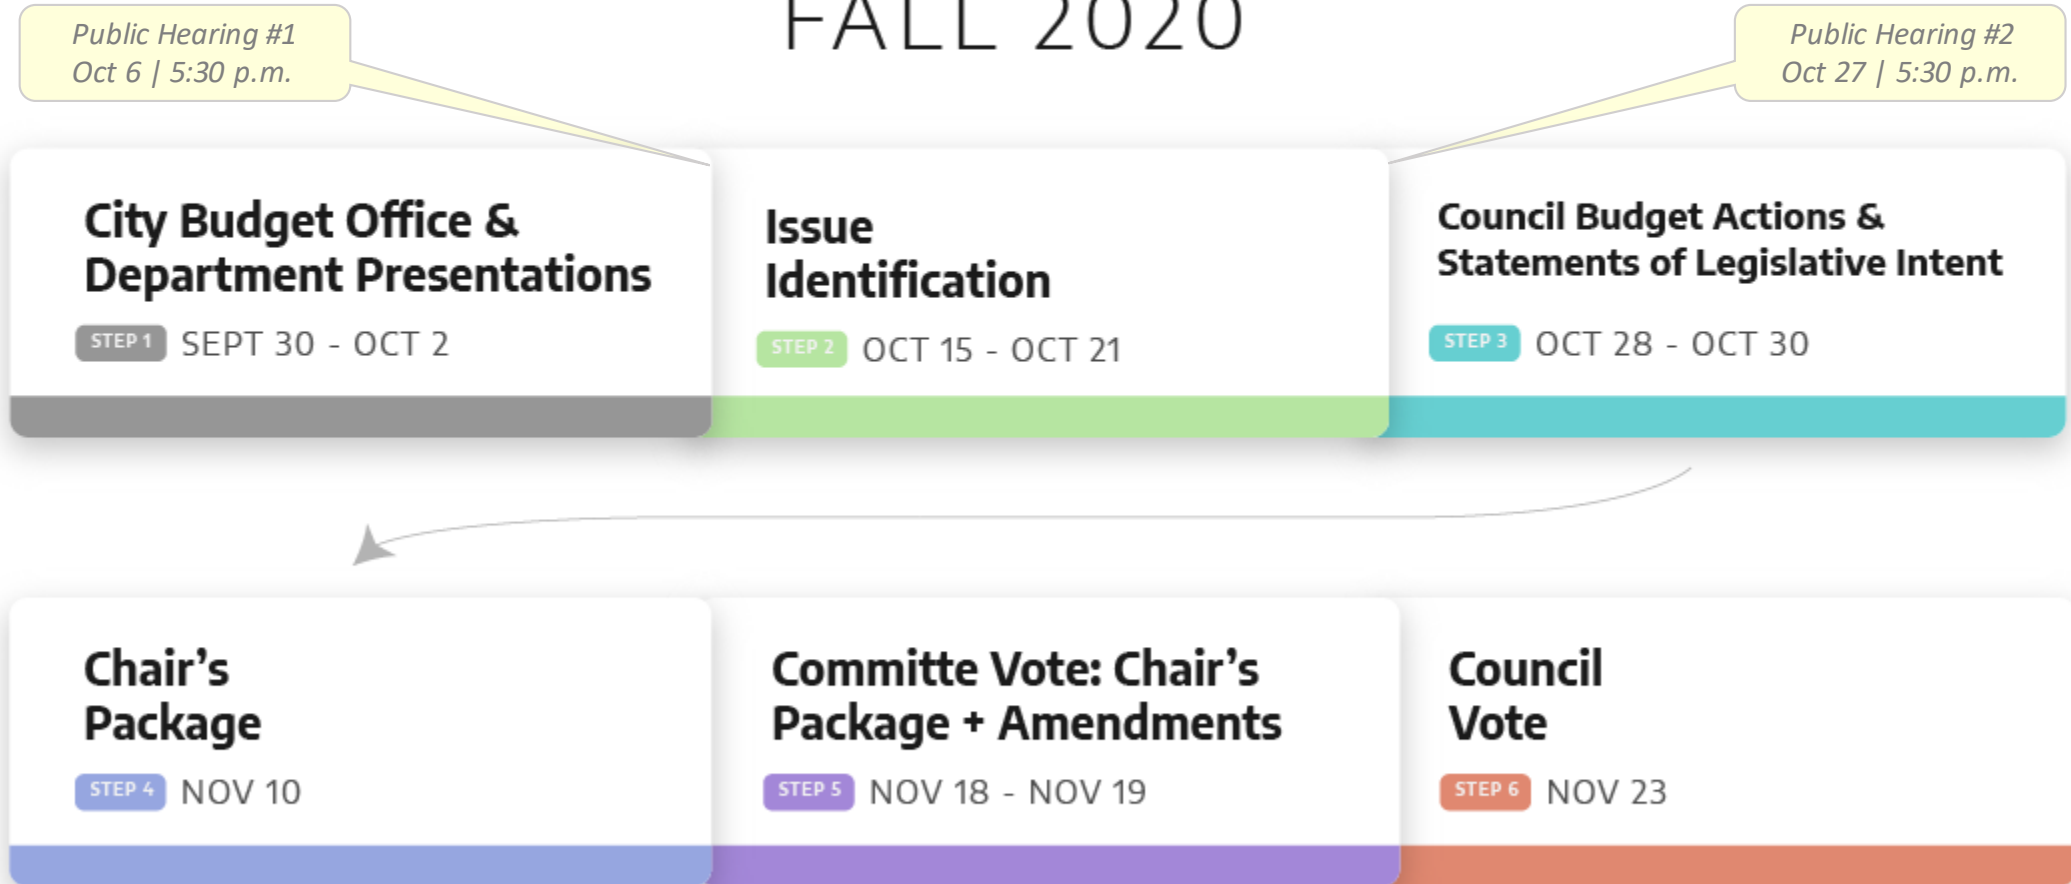 FALL 2020
Public Hearing #1
Oct 6 | 5:30 p.m.
Public Hearing #2
Oct 27 | 5:30 p.m.
City Budget Office &
Department Presentations
STEP 1 SEPT 30 - OCT 2
Issue
Identification
STEP 2 OCT 15 - OCT 21
Council Budget Actions &
Statements of Legislative Intent
STEP 3 OCT 28 - OCT 30
Chair’s
Package
STEP 4 NOV 10
Committe Vote: Chair’s
Package + Amendments
STEP 5 NOV 18 - NOV 19
Council
Vote
STEP 6 NOV 23